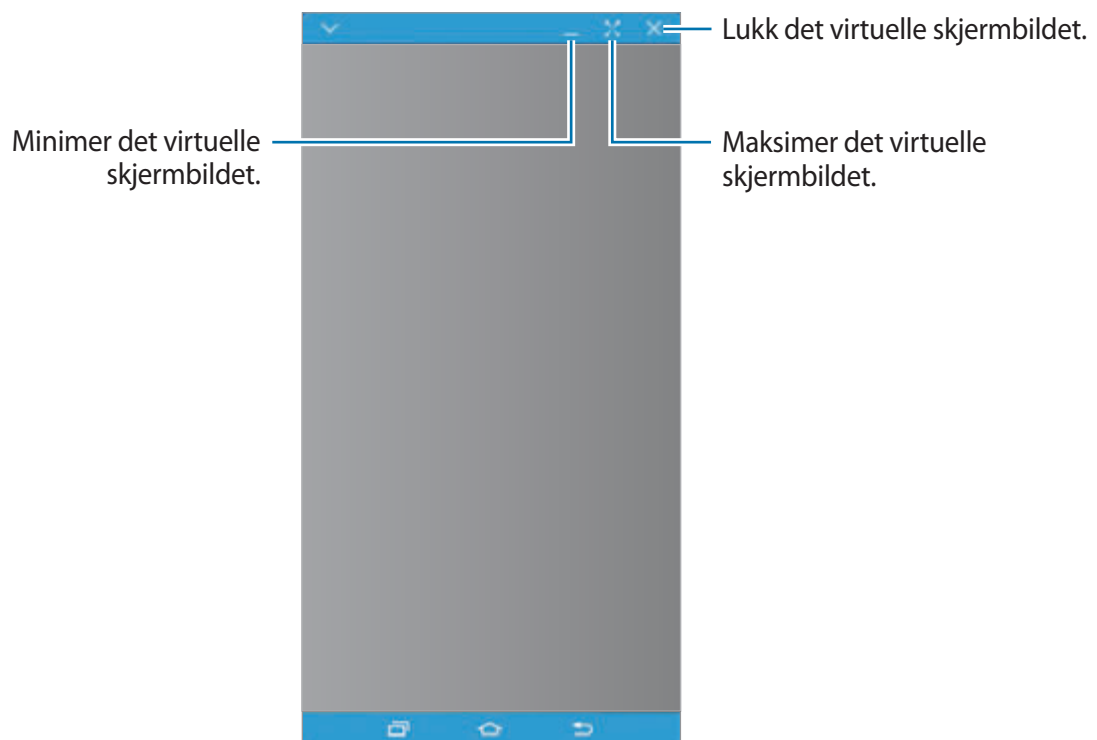 Lukk det virtuelle skjermbildet.
Minimer det virtuelle
skjermbildet.
Maksimer det virtuelle
skjermbildet.